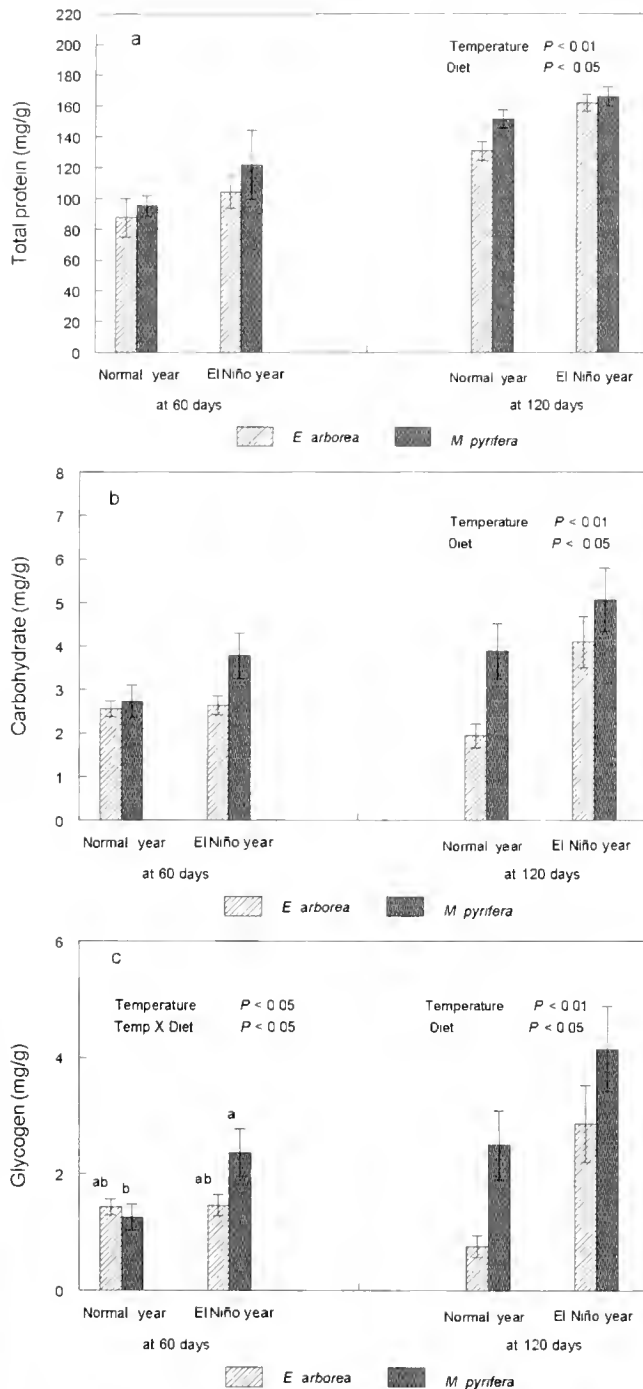 a
Total protein (mg/g)
220
200
180
160
140
120
100
80
60
40
20
0
Temperature P < 0 01
Diet P < 0 05
Normal year El Niño year Normal year El Niño year
at 60 days at 120 days
E arborea M pyrifera
b
Carbohydrate (mg/g)
8
7
6
5
4
3
2
1
0
Temperature P < 0 01
Diet P < 0 05
Normal year El Niño year Normal year El Niño year
at 60 days at 120 days
E arborea M pyrifera
c
Glycogen (mg/g)
6
4
2
0
Temperature P < 0 05 Temperature P < 0 01
Temp X Diet P < 0 05 Diet P < 0 05
ab b ab a
Normal year El Niño year Normal year El Niño year
at 60 days at 120 days
E arborea M pyrifera